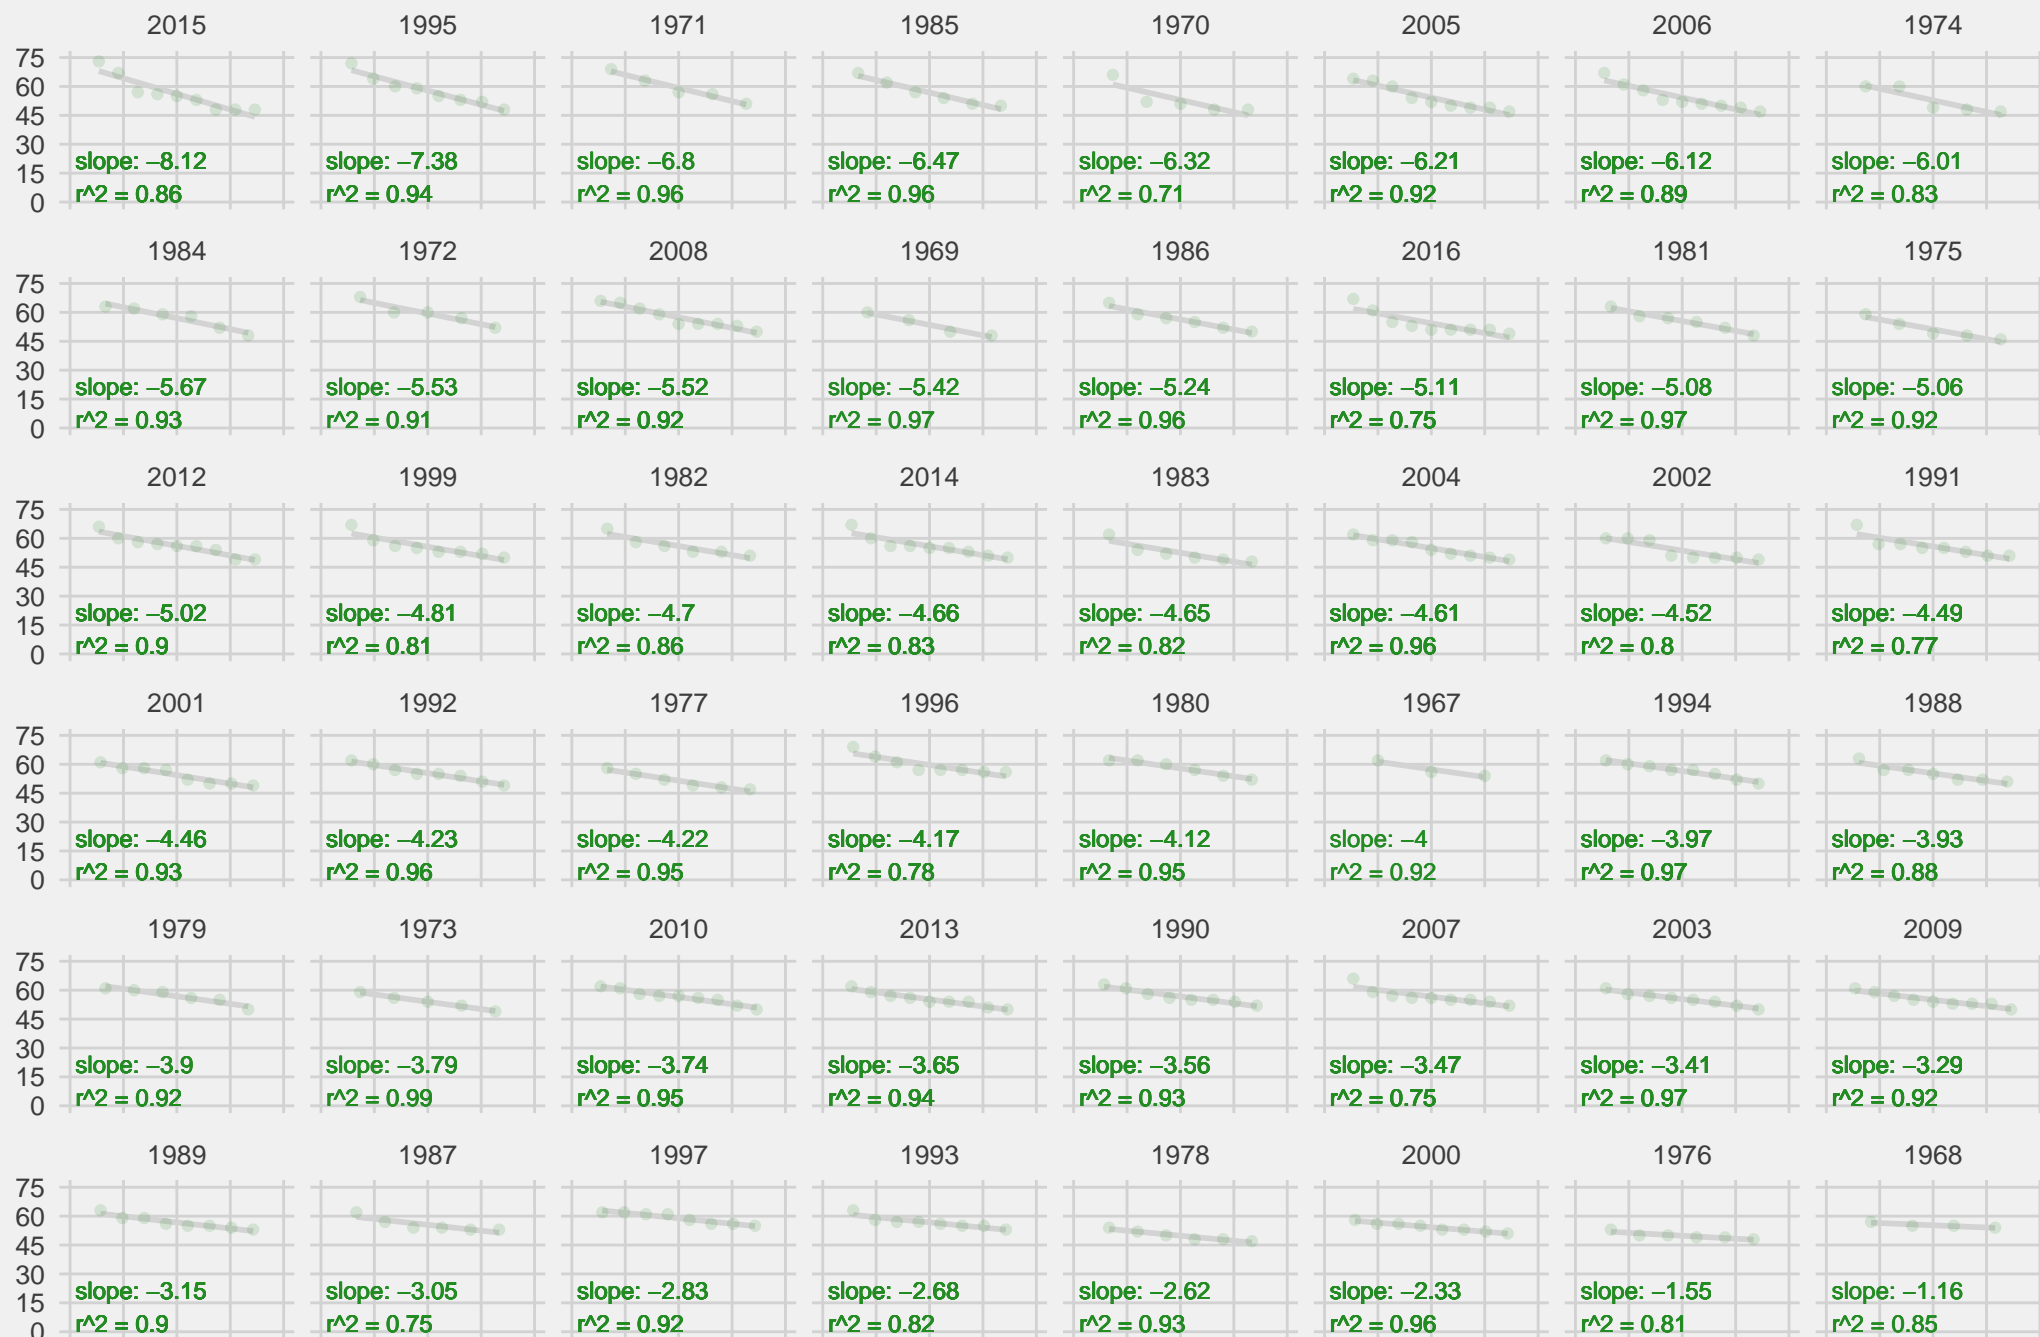 2015 1995 1971 1985 1970 2005 2006 1974
75
60
45
30
slope: −8.12 slope: −7.38 slope: −6.8 slope: −6.47 slope: −6.32 slope: −6.21 slope: −6.12 slope: −6.01
15
r^2 = 0.86 r^2 = 0.94 r^2 = 0.96 r^2 = 0.96 r^2 = 0.71 r^2 = 0.92 r^2 = 0.89 r^2 = 0.83
0
1984 1972 2008 1969 1986 2016 1981 1975
75
60
45
30
slope: −5.67 slope: −5.53 slope: −5.52 slope: −5.42 slope: −5.24 slope: −5.11 slope: −5.08 slope: −5.06
15
r^2 = 0.93 r^2 = 0.91 r^2 = 0.92 r^2 = 0.97 r^2 = 0.96 r^2 = 0.75 r^2 = 0.97 r^2 = 0.92
0
2012 1999 1982 2014 1983 2004 2002 1991
75
60
45
30
slope: −5.02 slope: −4.81 slope: −4.7 slope: −4.66 slope: −4.65 slope: −4.61 slope: −4.52 slope: −4.49
15
r^2 = 0.9 r^2 = 0.81 r^2 = 0.86 r^2 = 0.83 r^2 = 0.82 r^2 = 0.96 r^2 = 0.8 r^2 = 0.77
0
2001 1992 1977 1996 1980 1967 1994 1988
75
60
45
30
slope: −4.46 slope: −4.23 slope: −4.22 slope: −4.17 slope: −4.12 slope: −4 slope: −3.97 slope: −3.93
15
r^2 = 0.93 r^2 = 0.96 r^2 = 0.95 r^2 = 0.78 r^2 = 0.95 r^2 = 0.92 r^2 = 0.97 r^2 = 0.88
0
1979 1973 2010 2013 1990 2007 2003 2009
75
60
45
30
slope: −3.9 slope: −3.79 slope: −3.74 slope: −3.65 slope: −3.56 slope: −3.47 slope: −3.41 slope: −3.29
15
r^2 = 0.92 r^2 = 0.99 r^2 = 0.95 r^2 = 0.94 r^2 = 0.93 r^2 = 0.75 r^2 = 0.97 r^2 = 0.92
0
1989 1987 1997 1993 1978 2000 1976 1968
75
60
45
30
slope: −3.15 slope: −3.05 slope: −2.83 slope: −2.68 slope: −2.62 slope: −2.33 slope: −1.55 slope: −1.16
15
r^2 = 0.9 r^2 = 0.75 r^2 = 0.92 r^2 = 0.82 r^2 = 0.93 r^2 = 0.96 r^2 = 0.81 r^2 = 0.85
0